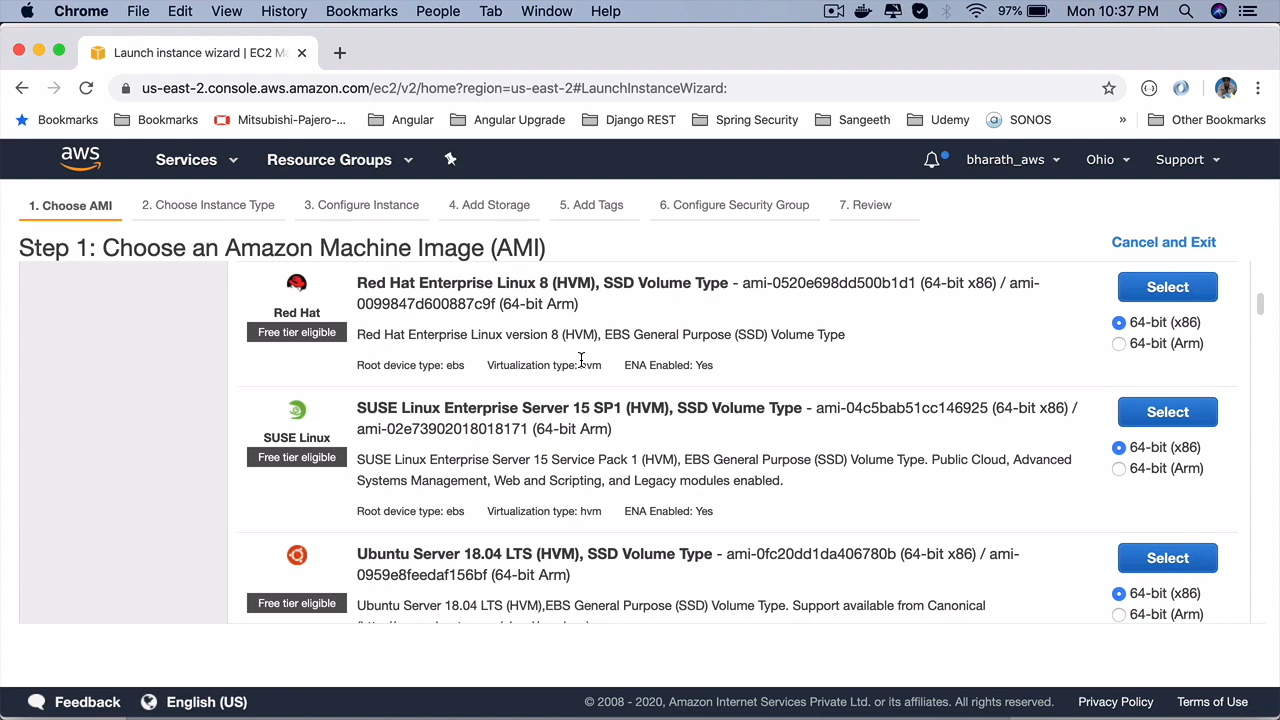 Chrome File Edit View History Bookmarks People Tab Window Help 97% Mon 10:37 PM
Launch instance wizard | EC2 M
us-east-2.console.aws.amazon.com/ec2/v2/home?region=us-east-2#LaunchInstanceWizard:
Bookmarks Bookmarks Mitsubishi-Pajero-... Angular Angular Upgrade Django REST Spring Security Sangeeth Udemy SONOS » Other Bookmarks
aws Services Resource Groups bharath_aws Ohio Support
1. Choose AMI 2. Choose Instance Type 3. Configure Instance 4. Add Storage 5. Add Tags 6. Configure Security Group 7. Review
Step 1: Choose an Amazon Machine Image (AMI) Cancel and Exit
Red Hat
Free tier eligible
Red Hat Enterprise Linux 8 (HVM), SSD Volume Type - ami-0520e698dd500b1d1 (64-bit x86) / ami-
0099847d600887c9f (64-bit Arm)
Red Hat Enterprise Linux version 8 (HVM), EBS General Purpose (SSD) Volume Type
Root device type: ebs Virtualization type: hvm ENA Enabled: Yes
Select
64-bit (x86)
64-bit (Arm)
SUSE Linux
Free tier eligible
SUSE Linux Enterprise Server 15 SP1 (HVM), SSD Volume Type - ami-04c5bab51cc146925 (64-bit x86) /
ami-02e73902018018171 (64-bit Arm)
SUSE Linux Enterprise Server 15 Service Pack 1 (HVM), EBS General Purpose (SSD) Volume Type. Public Cloud, Advanced
Systems Management, Web and Scripting, and Legacy modules enabled.
Root device type: ebs Virtualization type: hvm ENA Enabled: Yes
Select
64-bit (x86)
64-bit (Arm)
Free tier eligible
Ubuntu Server 18.04 LTS (HVM), SSD Volume Type - ami-0fc20dd1da406780b (64-bit x86) / ami-
0959e8feedaf156bf (64-bit Arm)
Ubuntu Server 18.04 LTS (HVM),EBS General Purpose (SSD) Volume Type. Support available from Canonical
Select
64-bit (x86)
64-bit (Arm)
Feedback English (US) © 2008 - 2020, Amazon Internet Services Private Ltd. or its affiliates. All rights reserved. Privacy Policy Terms of Use